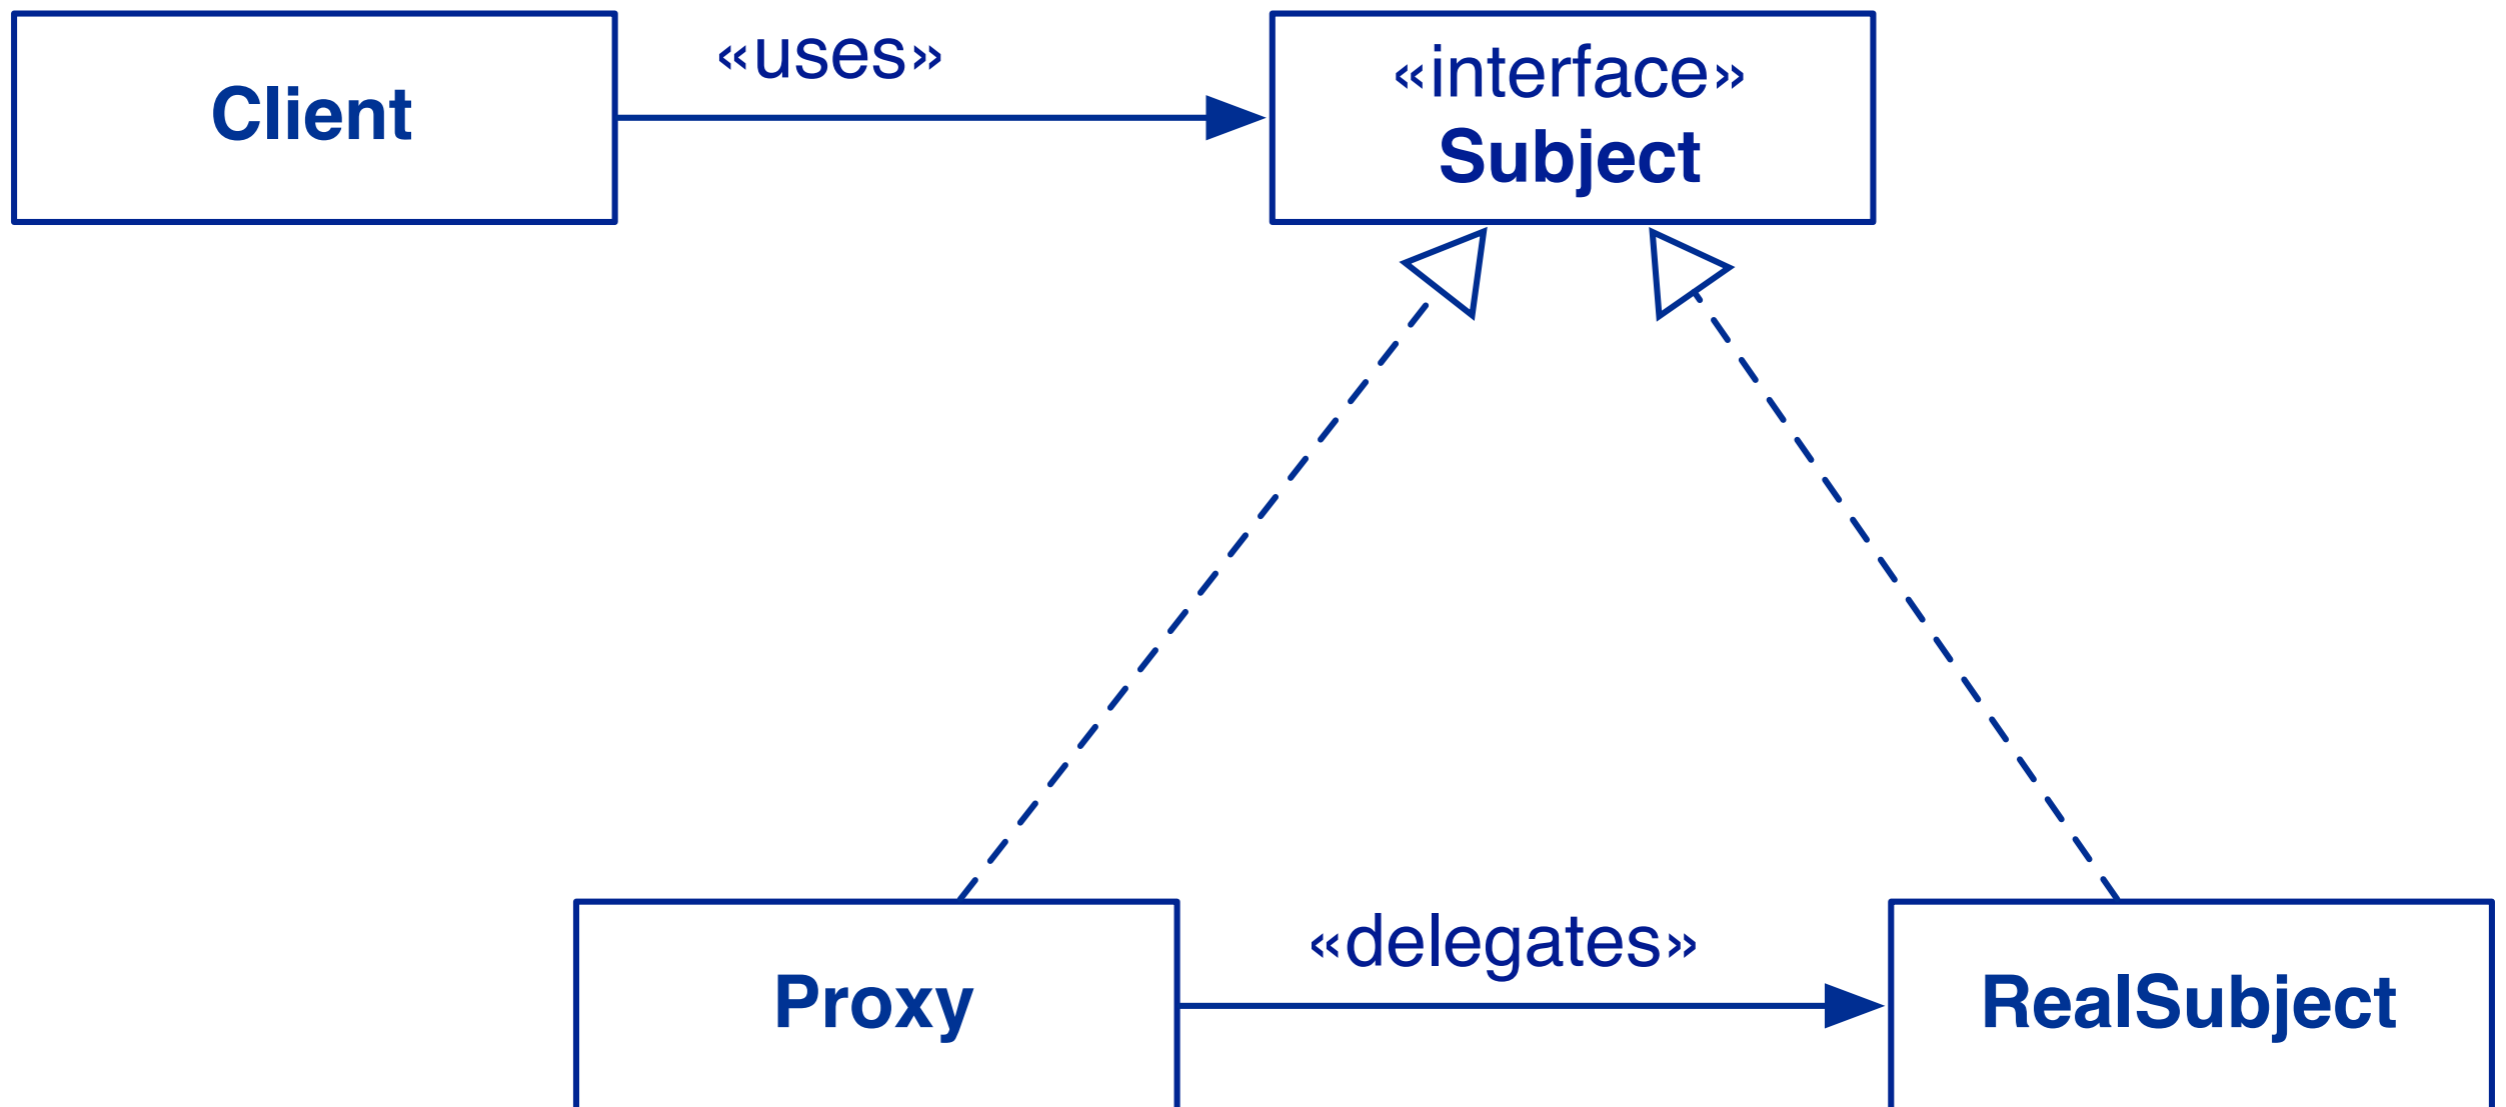 Client
«uses»
«interface»
Subject
Proxy
«delegates»
RealSubject